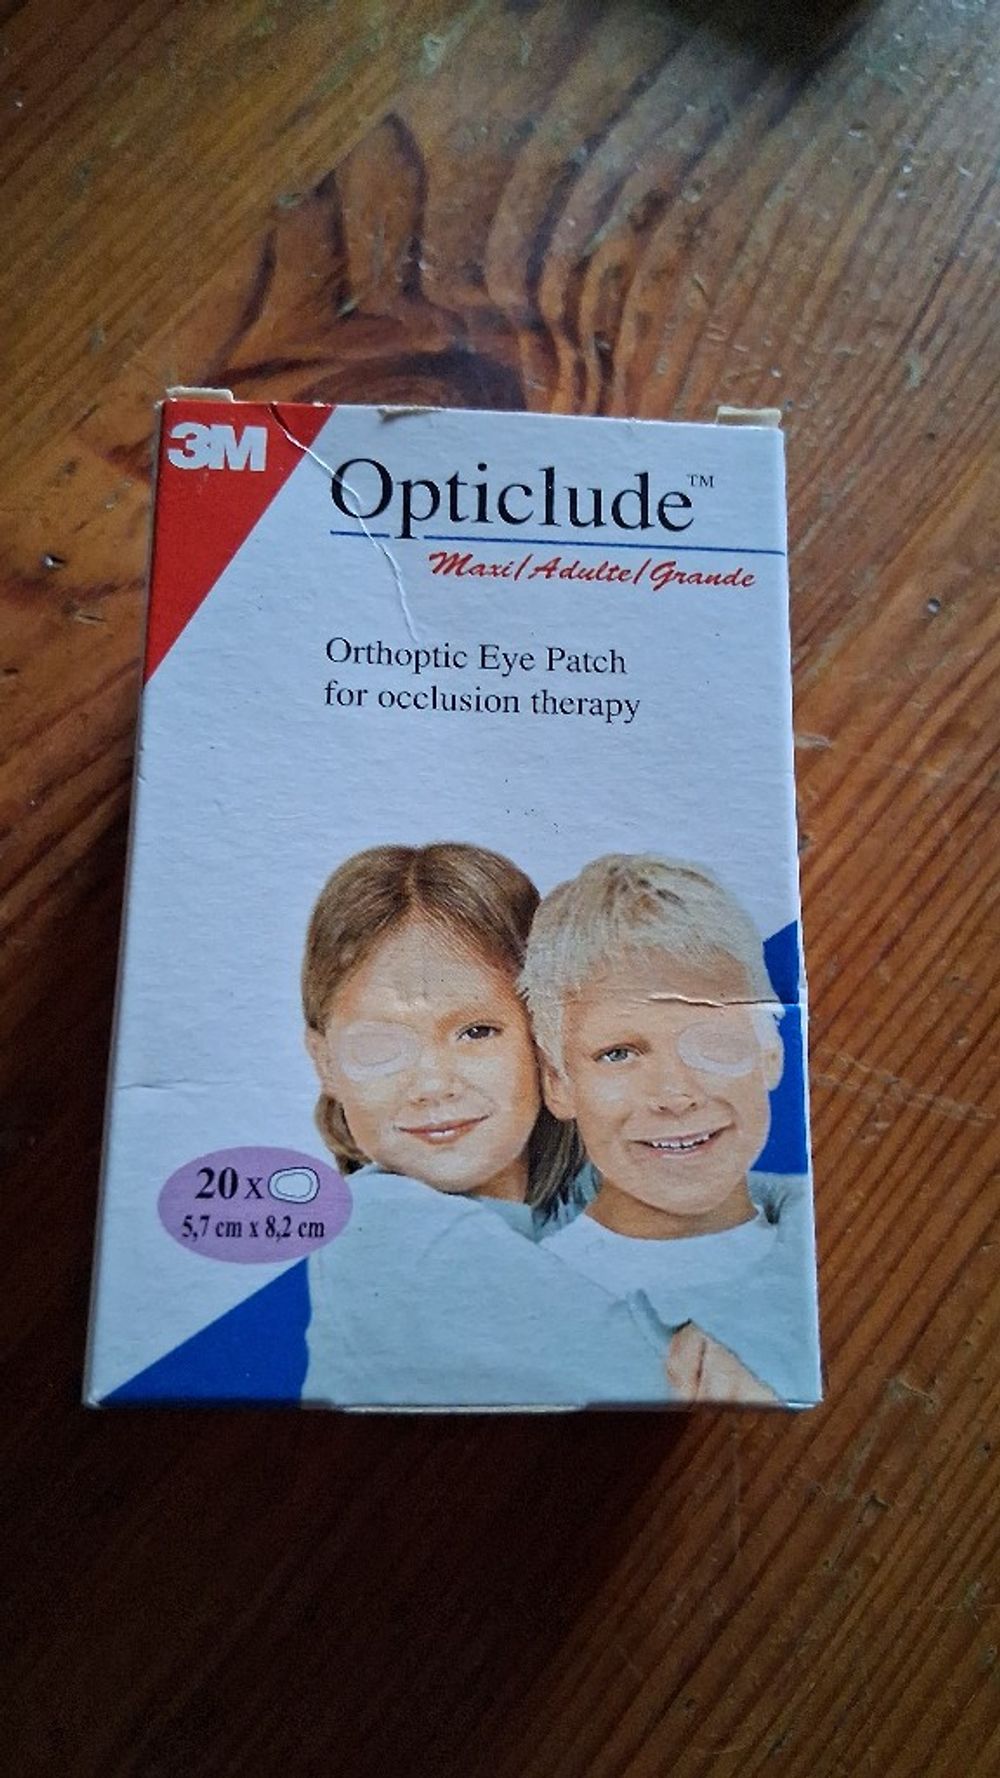 3M
Opticlude™
Maxi/Adulte/Grande
Orthoptic Eye Patch
for occlusion therapy
20 x
5,7 cm x 8,2 cm